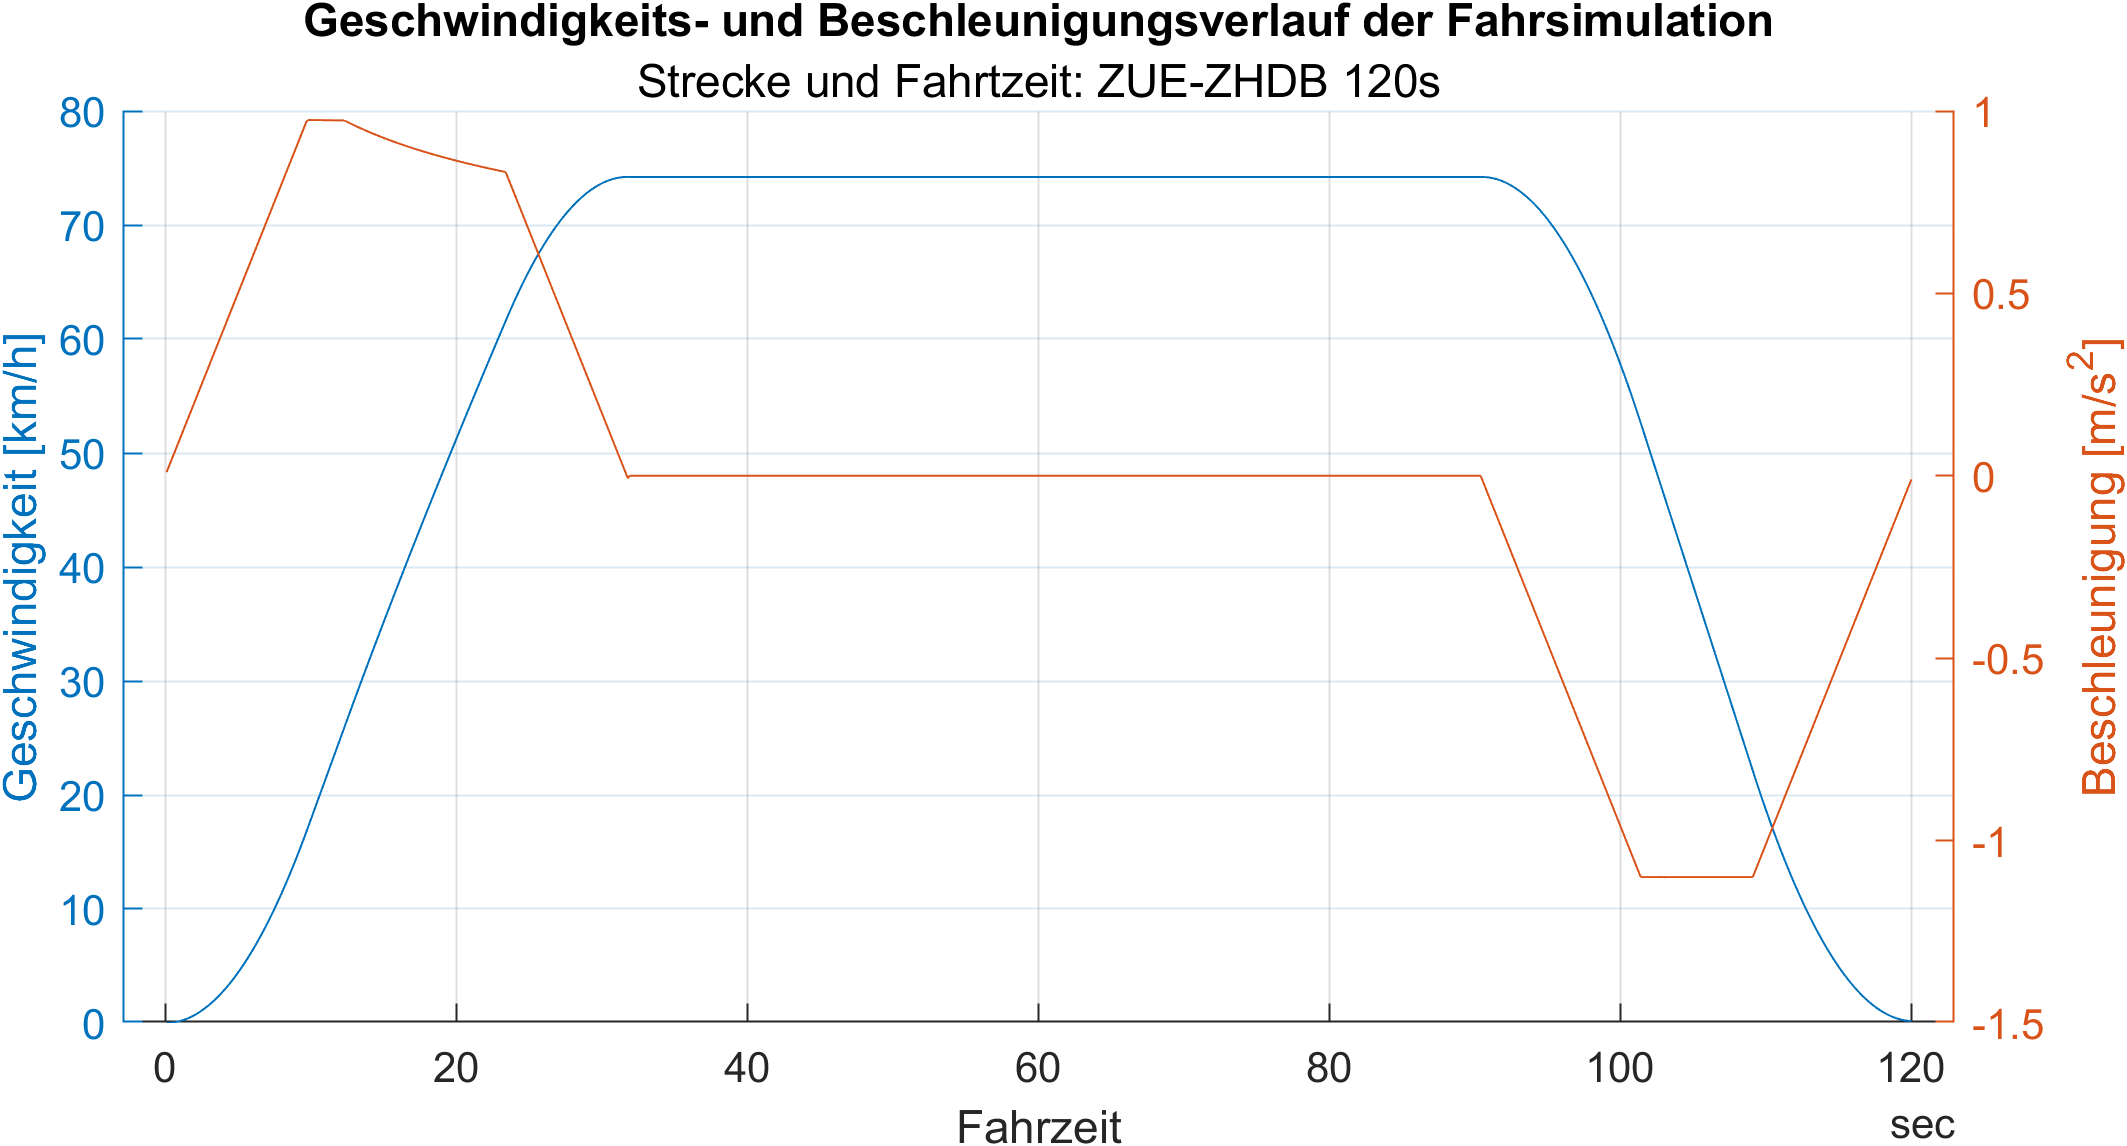 Geschwindigkeits- und Beschleunigungsverlauf der Fahrsimulation
Strecke und Fahrtzeit: ZUE-ZHDB 120s
Geschwindigkeit [km/h]
80
70
60
50
40
30
20
10
0
Beschleunigung [m/s²]
1
0.5
0
-0.5
-1
-1.5
0 20 40 60 80 100 120
Fahrzeit
sec